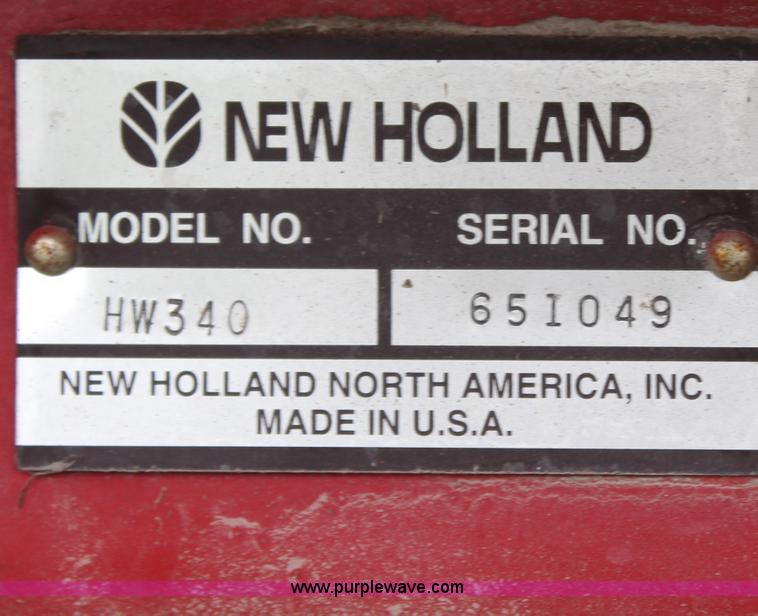 NEW HOLLAND
MODEL NO. SERIAL NO.
HW340 651049
NEW HOLLAND NORTH AMERICA, INC.
MADE IN U.S.A.
www.purplewave.com